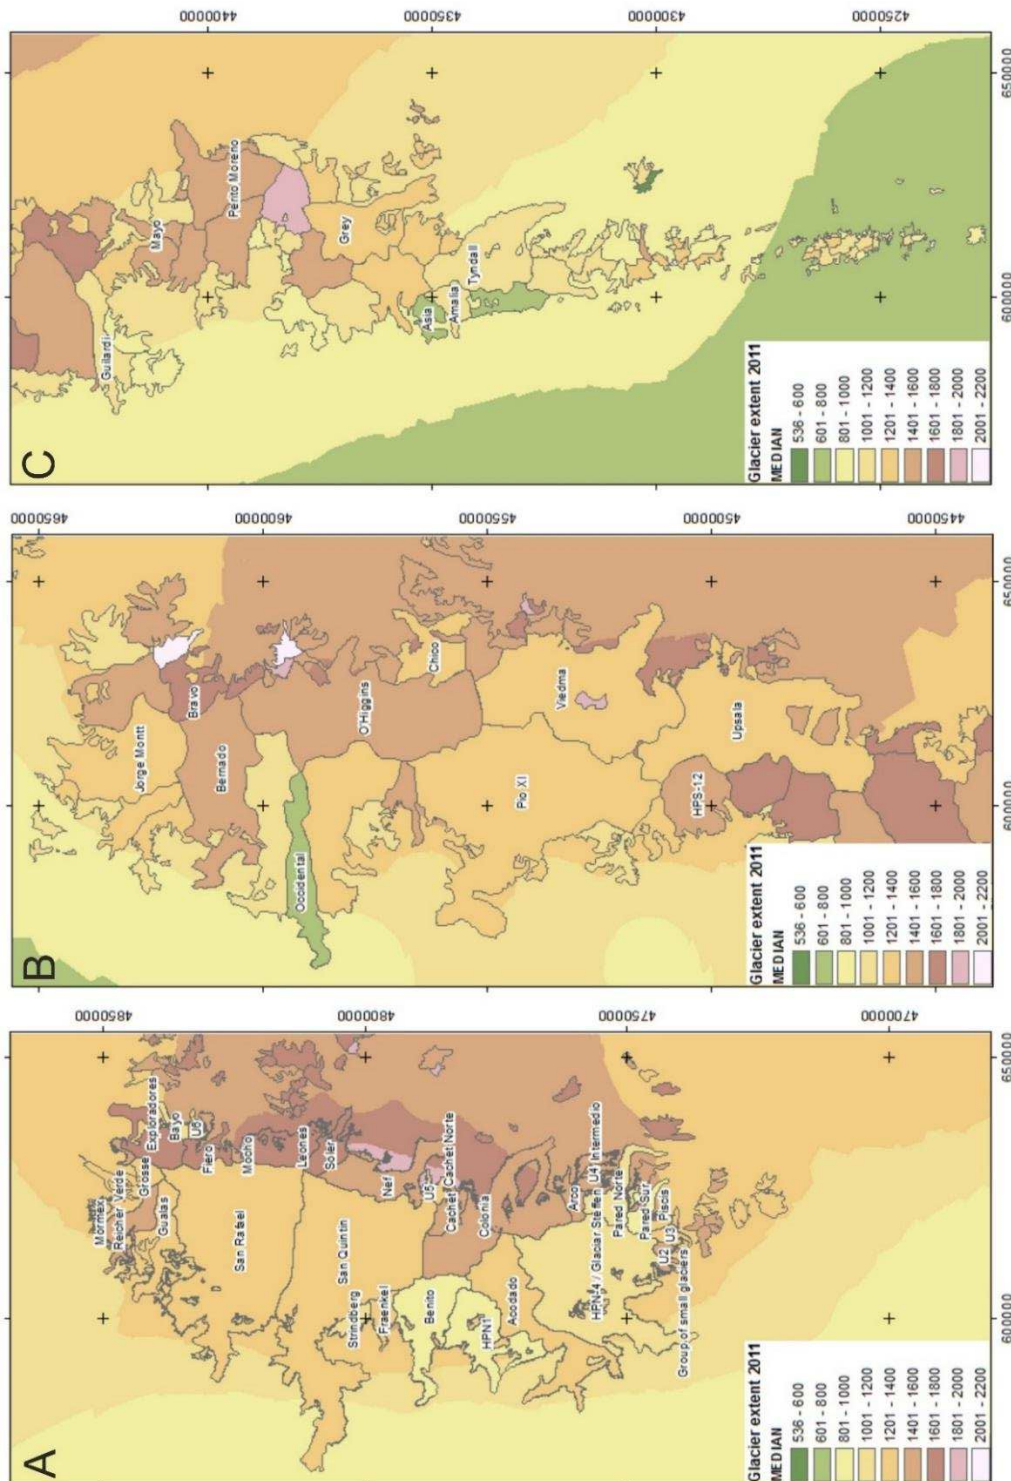 C
4400000
4350000
4300000
4250000
650000
600000
Mayo
Perito Moreno
Guilardi
Grey
Asia
Amalia
Tyndall
Glacier extent 2011
MEDIAN
536 - 600
601 - 800
801 - 1000
1001 - 1200
1201 - 1400
1401 - 1600
1601 - 1800
1801 - 2000
2001 - 2200
B
4650000
4600000
4550000
4500000
4450000
650000
600000
Jorge Montt
Bravo
Bernado
Occidental
O'Higgins
Chico
Pio XI
Viedma
HPS-12
Upsala
Glacier extent 2011
MEDIAN
536 - 600
601 - 800
801 - 1000
1001 - 1200
1201 - 1400
1401 - 1600
1601 - 1800
1801 - 2000
2001 - 2200
A
4850000
4800000
4750000
4700000
650000
600000
Mormex
Reicher Verde
Grosse
Exploradores
Bayo
U6
Gualas
Fiero
San Rafael
Mocho
Leones
Soler
San Quintin
Nef
Strindberg
Fraenkel
U5
Cachet Norte
Cachet
Benito
Colonia
HPN1
Acodado
Arco
U4
Intermedio
HPN-4 / Glaciar Steffen
Pared Norte
Pared Sur
Piscis
U3
U2
Group of small glaciers
Glacier extent 2011
MEDIAN
536 - 600
601 - 800
801 - 1000
1001 - 1200
1201 - 1400
1401 - 1600
1601 - 1800
1801 - 2000
2001 - 2200